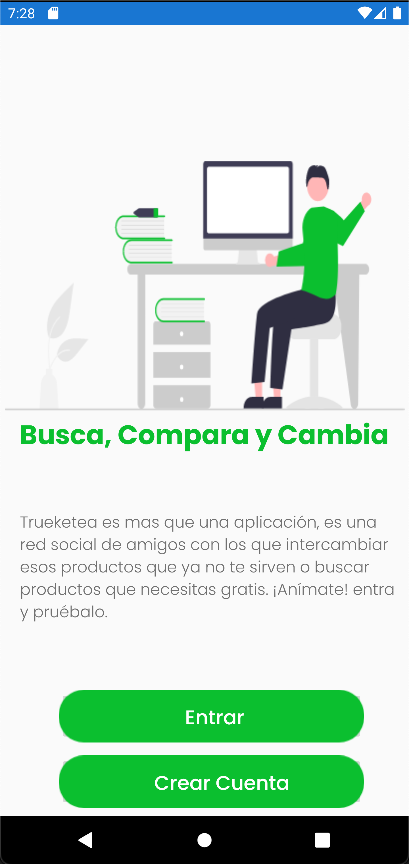 7:28
Busca, Compara y Cambia
Trueketea es mas que una aplicación, es una
red social de amigos con los que intercambiar
esos productos que ya no te sirven o buscar
productos que necesitas gratis. ¡Anímate! entra
y pruébalo.
Entrar
Crear Cuenta